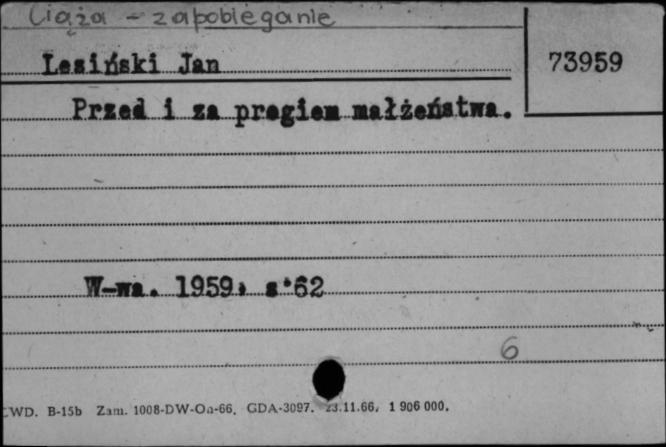 Ciąża - zapobieganie
Lesiński Jan
73959
Przed i za progiem małżeństwa.
W-wa. 1959, s.62
6
CWD. B-15b Zam. 1008-DW-Oa-66. GDA-3097. 23.11.66. 1 906 000.